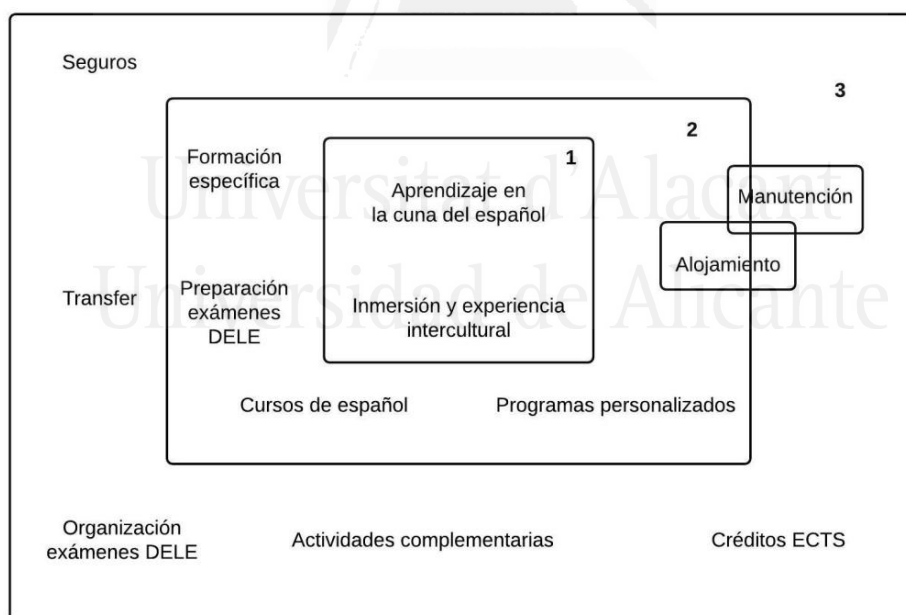 Seguros
3
2
Formación
específica
1
Aprendizaje en
la cuna del español
Manutención
Alojamiento
Transfer
Preparación
exámenes
DELE
Inmersión y experiencia
intercultural
Cursos de español
Programas personalizados
Organización
exámenes DELE
Actividades complementarias
Créditos ECTS
Universitat d'Alacant
Universidad de Alicante